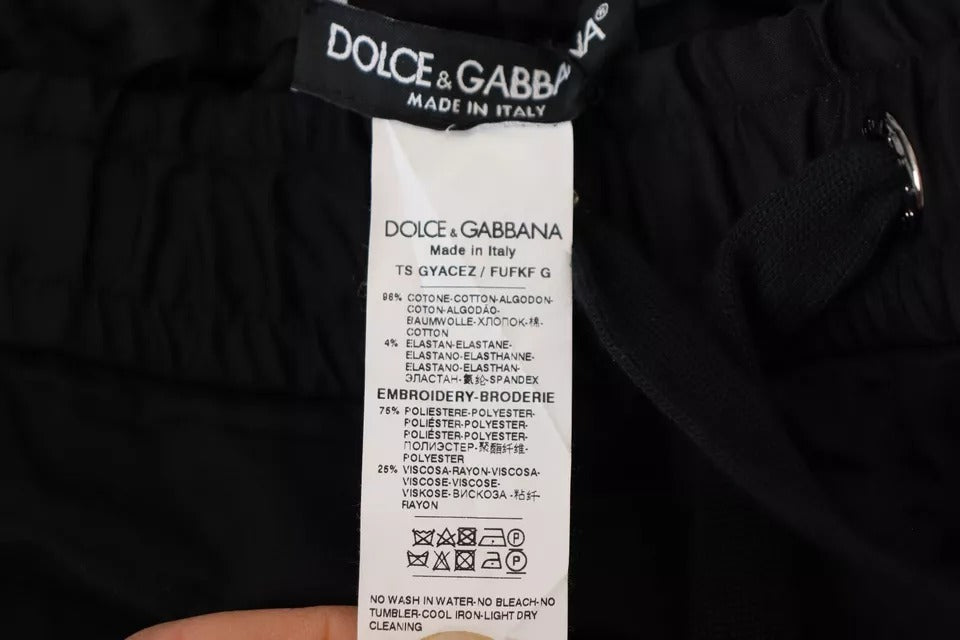 DOLCE & GABBANA®
MADE IN ITALY
DOLCE & GABBANA
Made in Italy
TS GYACEZ / FUFKF G
96% COTONE-COTTON-ALGODON-
COTON-ALGODÃO-
BAUMWOLLE-ХЛОПОК-棉-
COTTON
4% ELASTAN-ELASTANE-
ELASTANO-ELASTHANNE-
ELASTANO-ELASTHAN-
ЭЛАСТАН-氨纶-SPANDEX
EMBROIDERY-BRODERIE
75% POLIESTERE-POLYESTER-
POLIÉSTER-POLYESTER-
POLIÉSTER-POLYESTER-
ПОЛИЭСТЕР-聚酯纤维-
POLYESTER
25% VISCOSA-RAYON-VISCOSA-
VISCOSE-VISCOSE-
VISKOSE-ВИСКОЗА-粘纤-
RAYON
NO WASH IN WATER-NO BLEACH-NO
TUMBLER-COOL IRON-LIGHT DRY
CLEANING